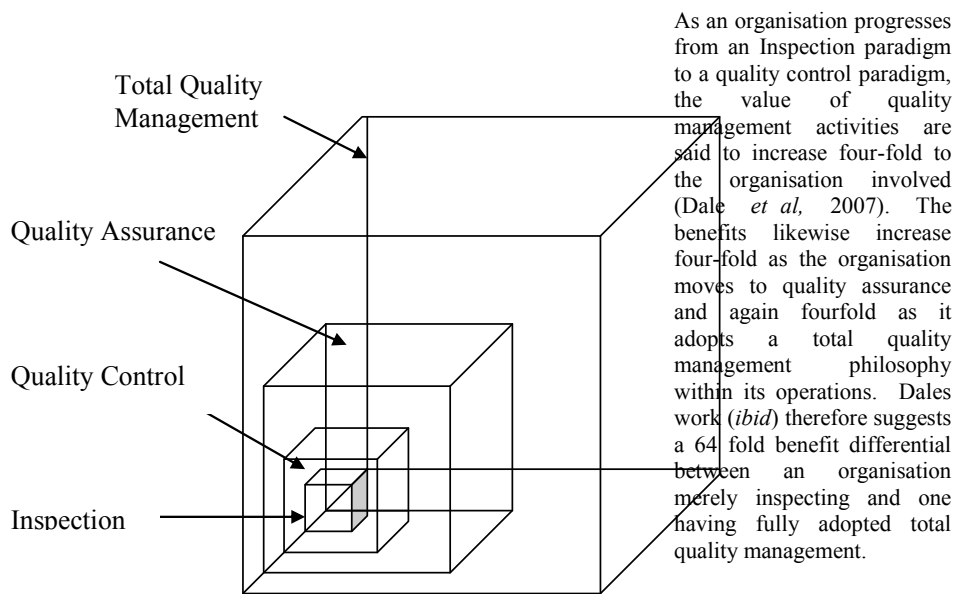 Total Quality
Management
Quality Assurance
Quality Control
Inspection
As an organisation progresses
from an Inspection paradigm
to a quality control paradigm,
the value of quality
management activities are
said to increase four-fold to
the organisation involved
(Dale et al, 2007). The
benefits likewise increase
four-fold as the organisation
moves to quality assurance
and again fourfold as it
adopts a total quality
management philosophy
within its operations. Dales
work (ibid) therefore suggests
a 64 fold benefit differential
between an organisation
merely inspecting and one
having fully adopted total
quality management.